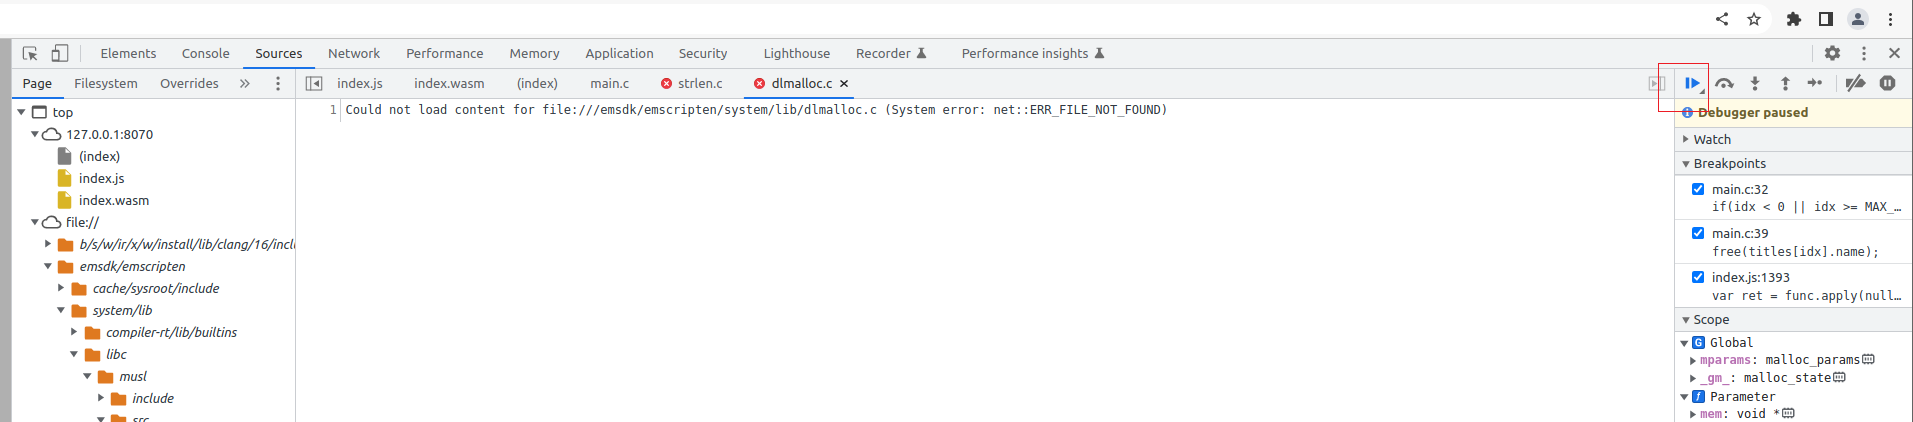 Elements Console Sources Network Performance Memory Application Security Lighthouse Recorder Performance insights
Page Filesystem Overrides » index.js index.wasm (index) main.c strlen.c dlmalloc.c
top
127.0.0.1:8070
(index)
index.js
index.wasm
file://
b/s/w/ir/x/w/install/lib/clang/16/incl
emsdk/emscripten
cache/sysroot/include
system/lib
compiler-rt/lib/builtins
libc
musl
include
src
1 Could not load content for file:///emsdk/emscripten/system/lib/dlmalloc.c (System error: net::ERR_FILE_NOT_FOUND)
Debugger paused
Watch
Breakpoints
main.c:32
if(idx < 0 || idx >= MAX_…
main.c:39
free(titles[idx].name);
index.js:1393
var ret = func.apply(null…
Scope
G Global
mparams: malloc_params
_gm_: malloc_state
f Parameter
mem: void *